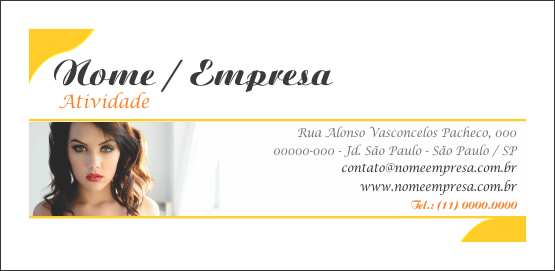 Nome / Empresa
Atividade
Rua Alonso Vasconcelos Pacheco, 000
00000-000 - Jd. São Paulo - São Paulo / SP
contato@nomeempresa.com.br
www.nomeempresa.com.br
Tel.: (11) 0000.0000